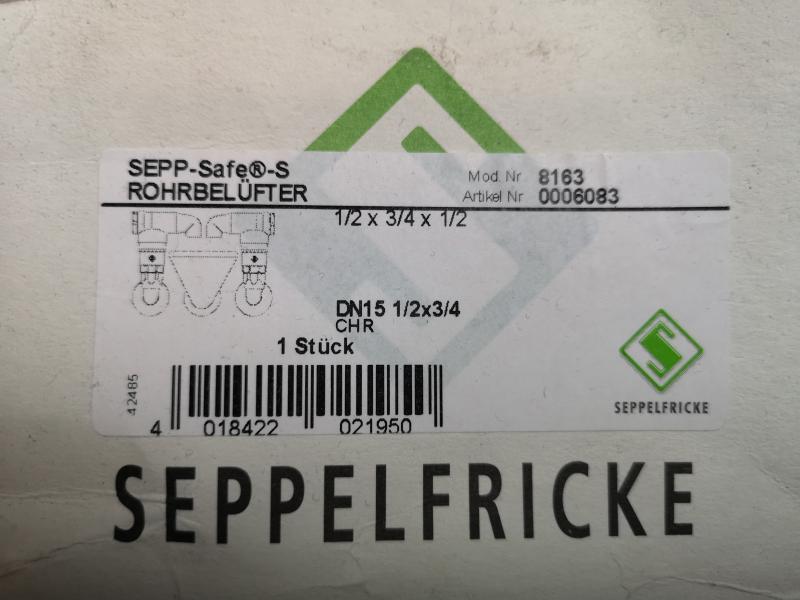 SEPP-Safe®-S
ROHRBELÜFTER
Mod. Nr 8163
Artikel Nr 0006083
1/2 x 3/4 x 1/2
DN15 1/2x3/4
CHR
1 Stück
42485
4 018422 021950
SEPPELFRICKE
SEPPELFRICKE